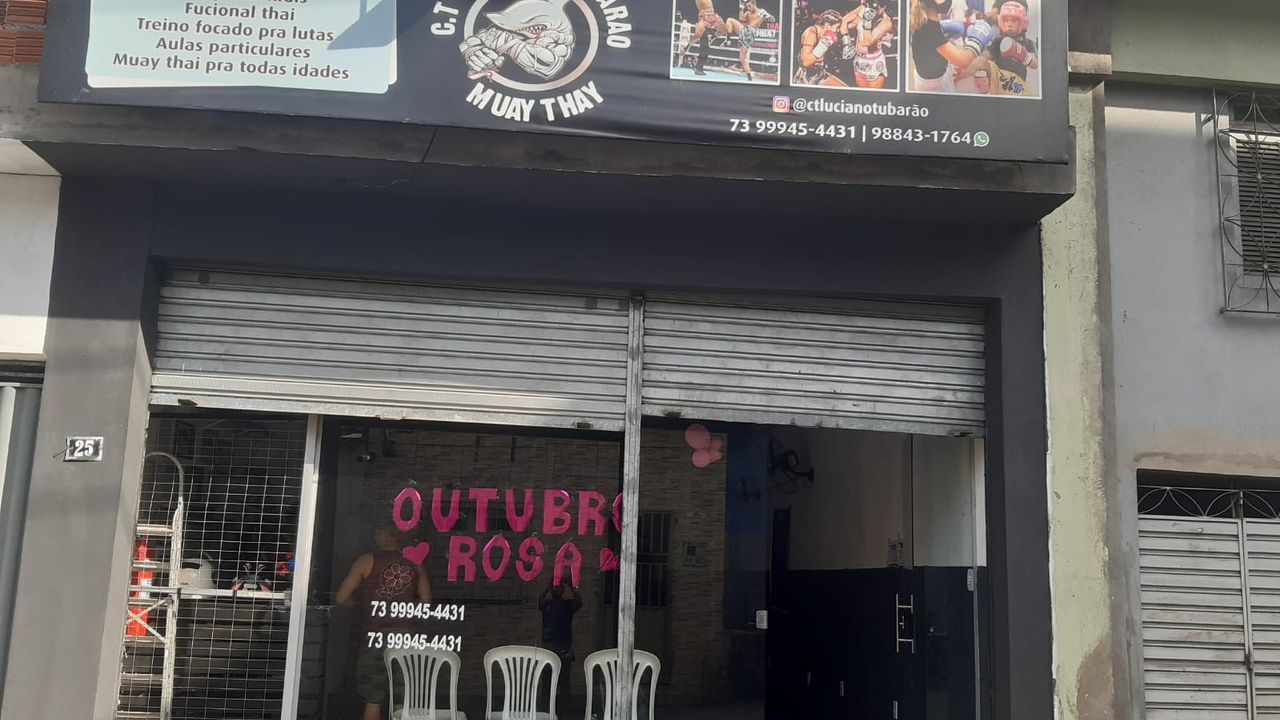 Fucional thai
Treino focado pra lutas
Aulas particulares
Muay thai pra todas idades
C.T
MUAY THAY
@ctlucianotubarão
73 99945-4431 | 98843-1764
25
OUTUBRO
ROSA
73 99945-4431
73 99945-4431